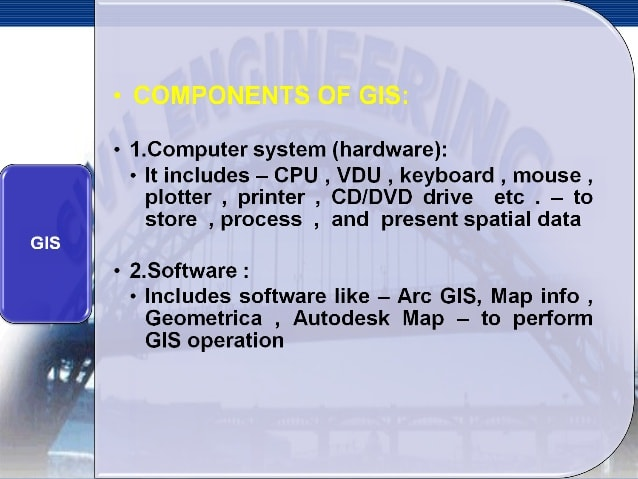 CIVIL ENGINEERING
• COMPONENTS OF GIS:
• 1.Computer system (hardware):
• It includes – CPU , VDU , keyboard , mouse ,
plotter , printer , CD/DVD drive etc . – to
store , process , and present spatial data
GIS
• 2.Software :
• Includes software like – Arc GIS, Map info ,
Geometrica , Autodesk Map – to perform
GIS operation